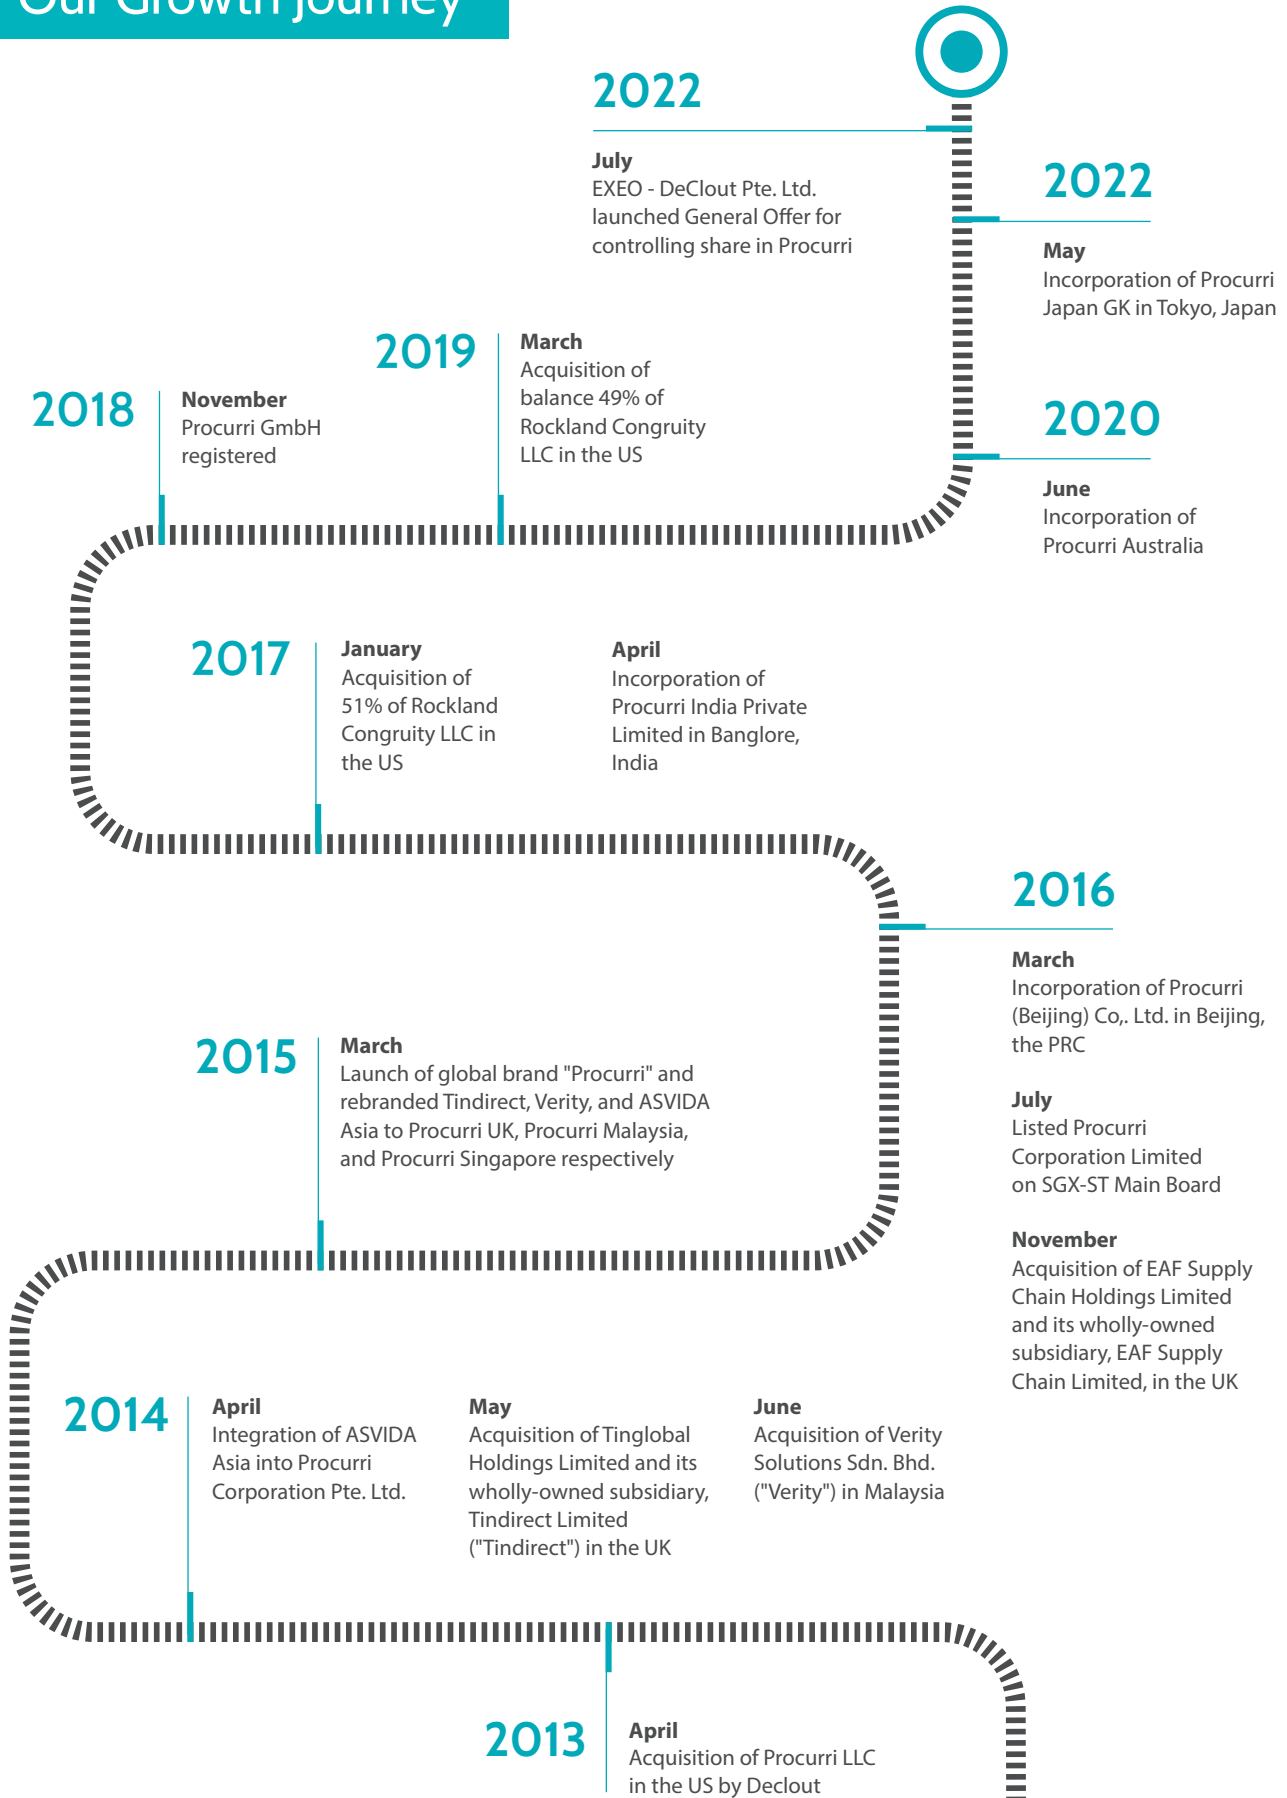 Our Growth Journey
2022
July
EXEO - DeClout Pte. Ltd.
launched General Offer for
controlling share in Procurri
2022
May
Incorporation of Procurri
Japan GK in Tokyo, Japan
2020
June
Incorporation of
Procurri Australia
2019
March
Acquisition of
balance 49% of
Rockland Congruity
LLC in the US
2018
November
Procurri GmbH
registered
2017
January
Acquisition of
51% of Rockland
Congruity LLC in
the US
April
Incorporation of
Procurri India Private
Limited in Banglore,
India
2016
March
Incorporation of Procurri
(Beijing) Co,. Ltd. in Beijing,
the PRC
July
Listed Procurri
Corporation Limited
on SGX-ST Main Board
November
Acquisition of EAF Supply
Chain Holdings Limited
and its wholly-owned
subsidiary, EAF Supply
Chain Limited, in the UK
2015
March
Launch of global brand "Procurri" and
rebranded Tindirect, Verity, and ASVIDA
Asia to Procurri UK, Procurri Malaysia,
and Procurri Singapore respectively
2014
April
Integration of ASVIDA
Asia into Procurri
Corporation Pte. Ltd.
May
Acquisition of Tinglobal
Holdings Limited and its
wholly-owned subsidiary,
Tindirect Limited
("Tindirect") in the UK
June
Acquisition of Verity
Solutions Sdn. Bhd.
("Verity") in Malaysia
2013
April
Acquisition of Procurri LLC
in the US by Declout